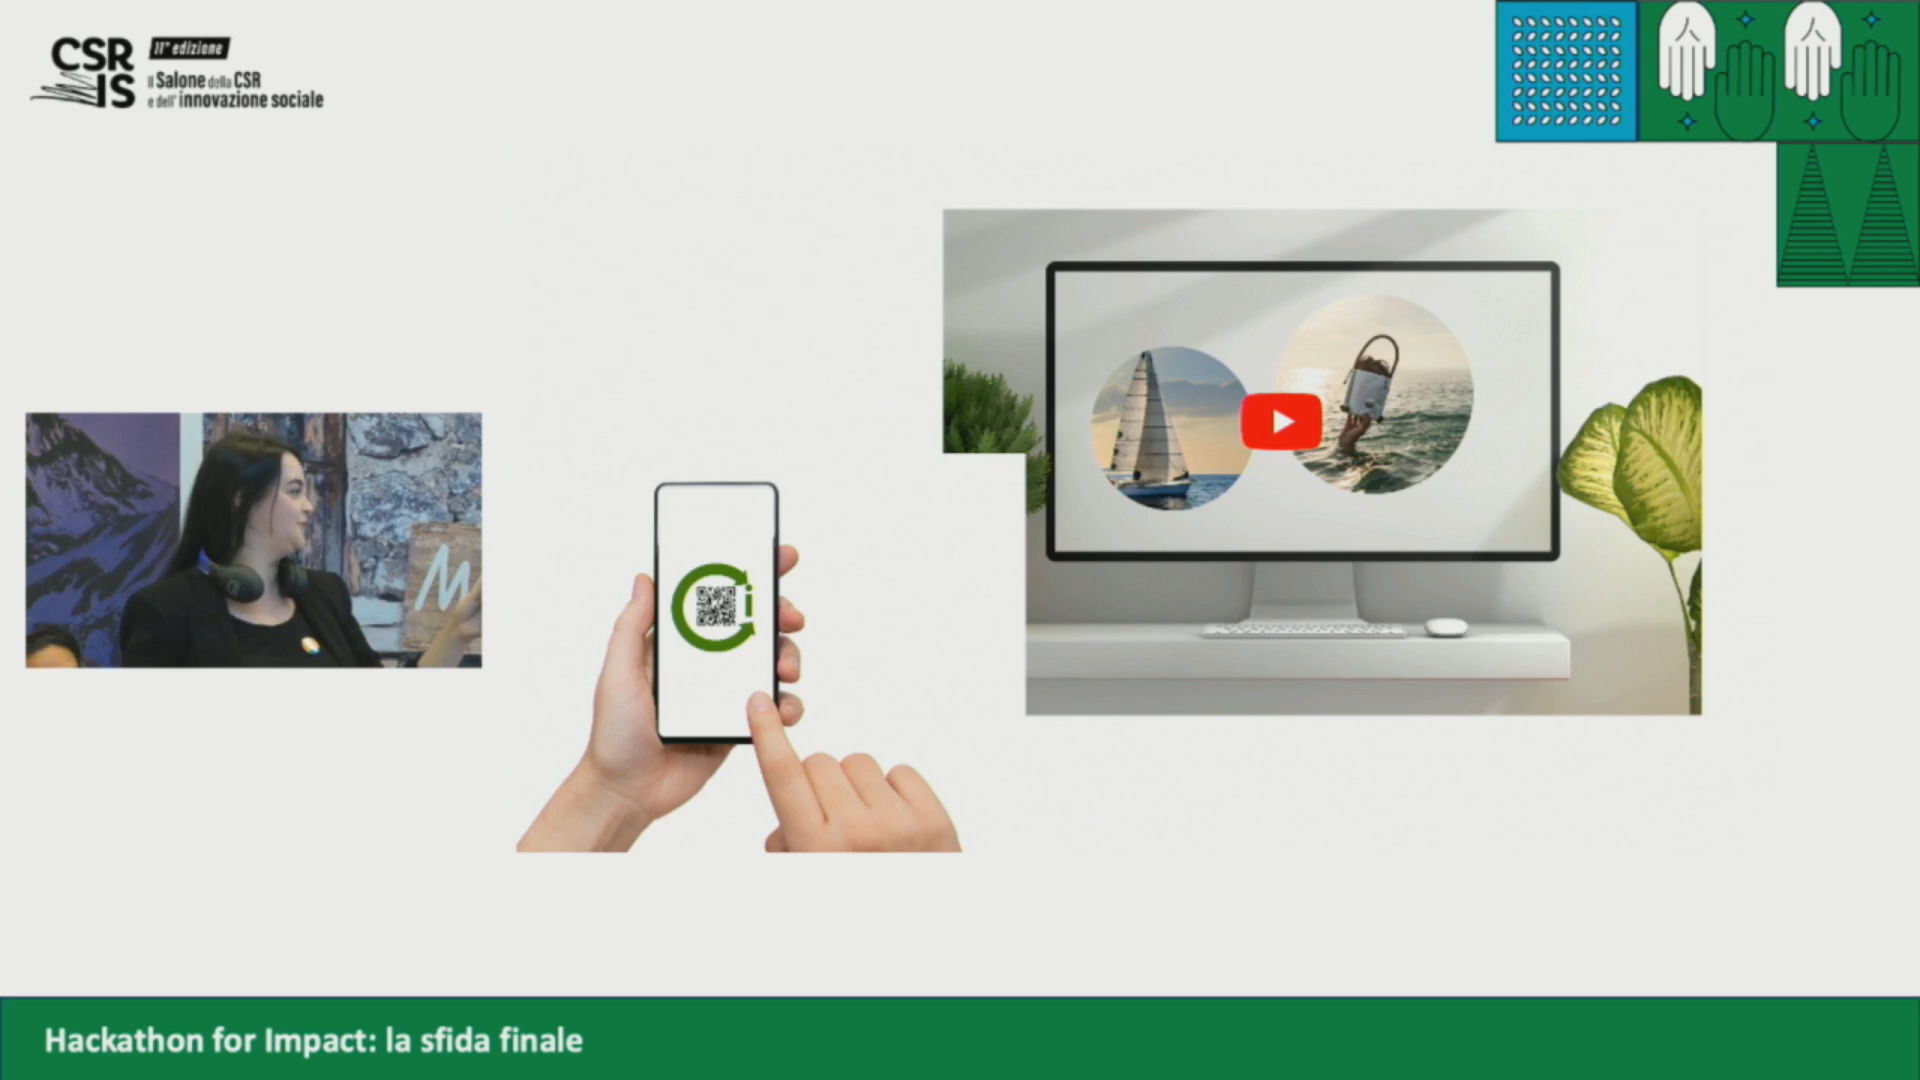 CSR
IS
11ª edizione
Il Salone della CSR
e dell'innovazione sociale
i
M
Hackathon for Impact: la sfida finale